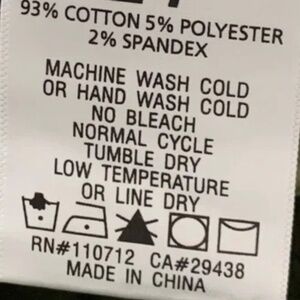 93% COTTON 5% POLYESTER
2% SPANDEX
MACHINE WASH COLD
OR HAND WASH COLD
NO BLEACH
NORMAL CYCLE
TUMBLE DRY
LOW TEMPERATURE
OR LINE DRY
RN#110712 CA#29438
MADE IN CHINA